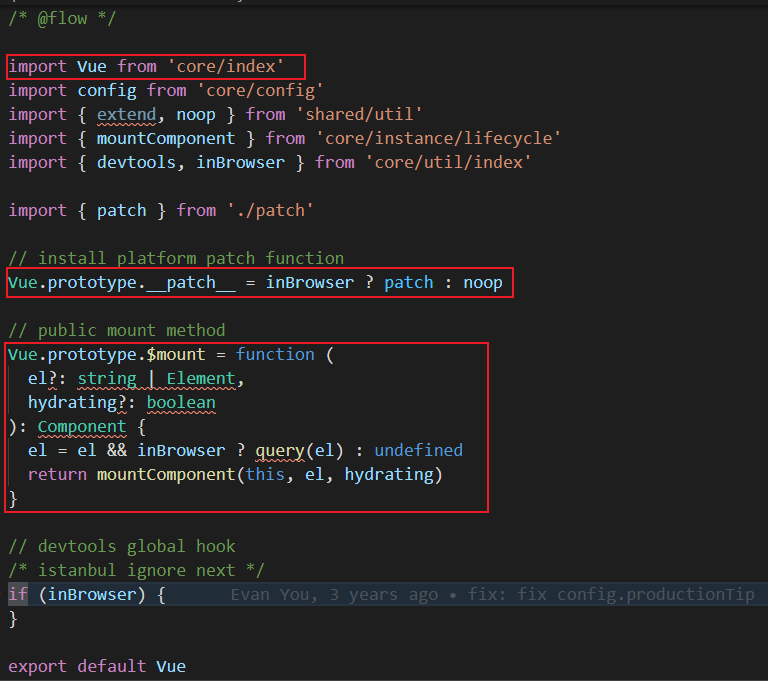 /* @flow */
import Vue from 'core/index'
import config from 'core/config'
import { extend, noop } from 'shared/util'
import { mountComponent } from 'core/instance/lifecycle'
import { devtools, inBrowser } from 'core/util/index'
import { patch } from './patch'
// install platform patch function
Vue.prototype.__patch__ = inBrowser ? patch : noop
// public mount method
Vue.prototype.$mount = function (
  el?: string | Element,
  hydrating?: boolean
): Component {
  el = el && inBrowser ? query(el) : undefined
  return mountComponent(this, el, hydrating)
}
// devtools global hook
/* istanbul ignore next */
if (inBrowser) { Evan You, 3 years ago • fix: fix config.productionTip
}
export default Vue